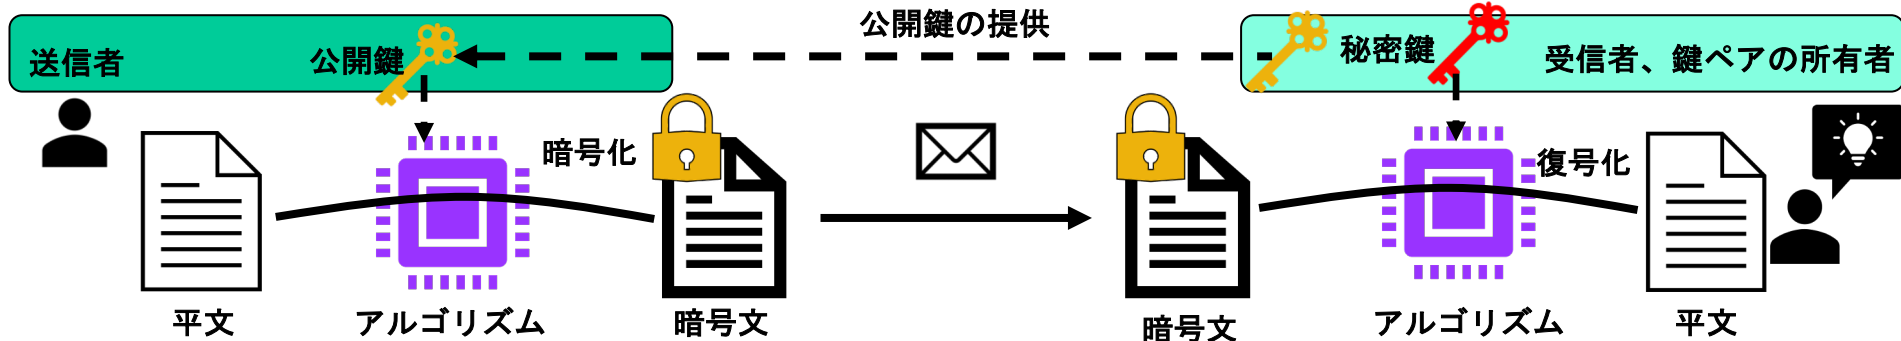 公開鍵の提供
送信者
公開鍵
秘密鍵
受信者、鍵ペアの所有者
暗号化
復号化
平文
アルゴリズム
暗号文
暗号文
アルゴリズム
平文